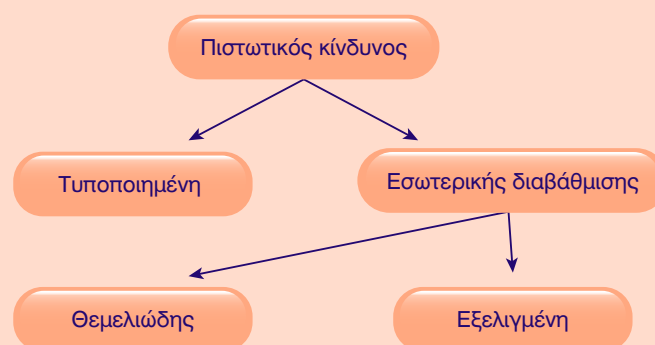 Πιστωτικός κίνδυνος
Τυποποιημένη
Εσωτερικής διαβάθμισης
Θεμελιώδης
Εξελιγμένη